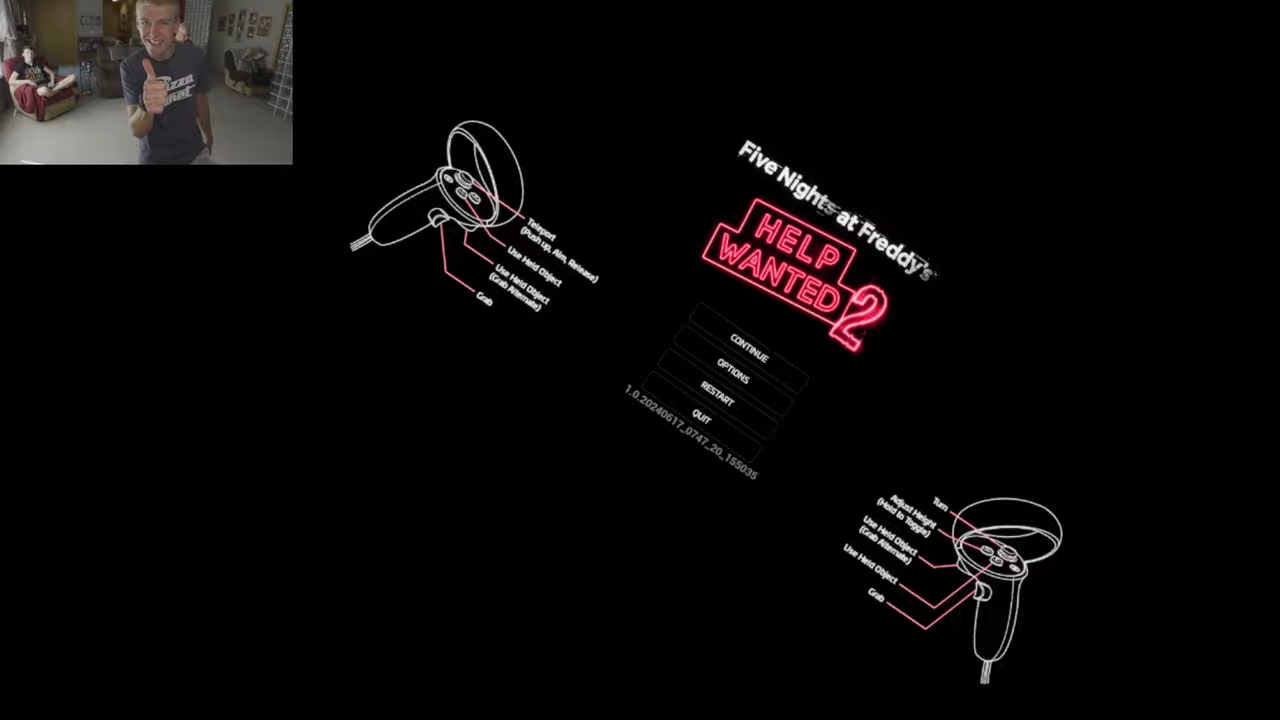 Pizza
Planet
Teleport
(Push up, Aim, Release)
Use Held Object
Use Held Object
(Grab Alternate)
Grab
Five Nights at Freddy's
HELP
WANTED
2
CONTINUE
OPTIONS
RESTART
QUIT
1.0.20240617_0747_20_155035
Turn
Adjust Height
(Hold to Toggle)
Use Held Object
(Grab Alternate)
Use Held Object
Grab